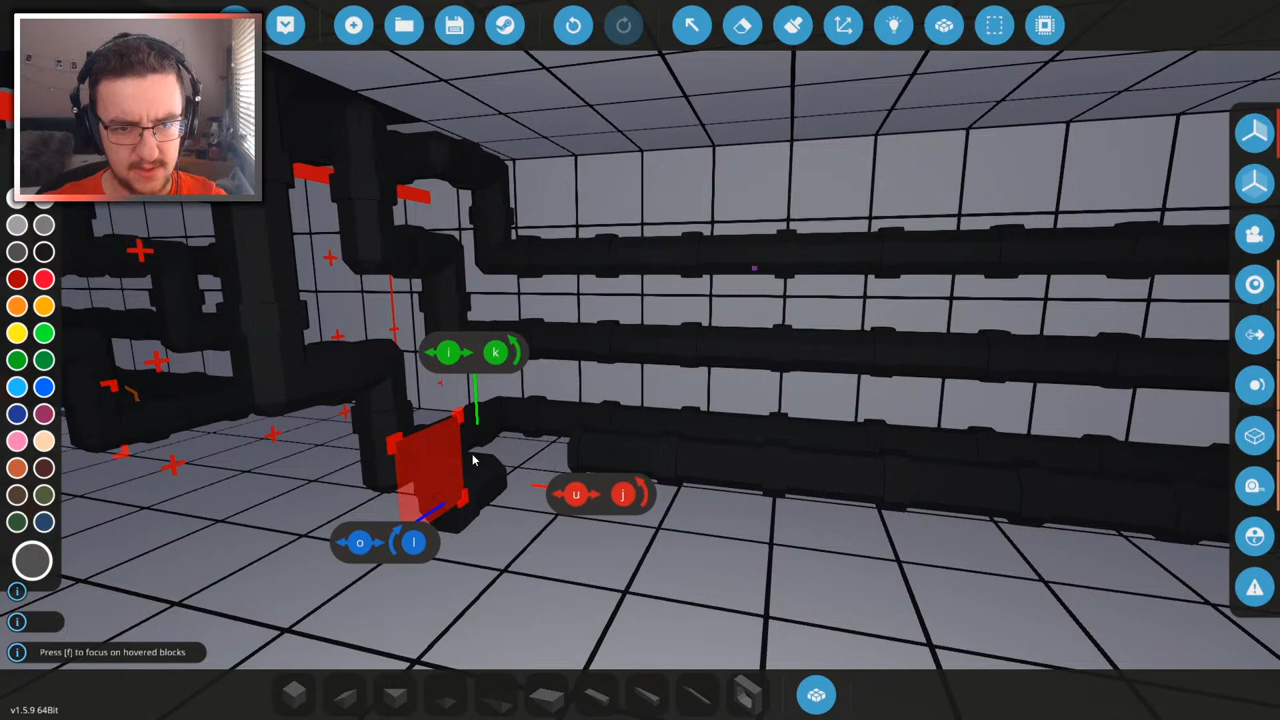 i k
u j
o l
Press [f] to focus on hovered blocks
v1.5.9 64Bit